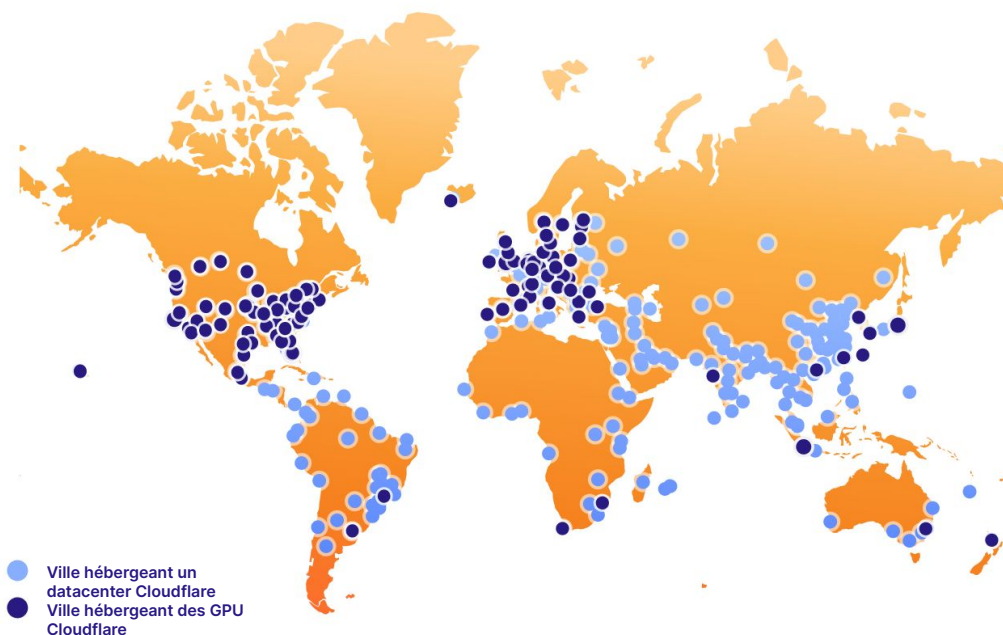 Ville hébergeant un
datacenter Cloudflare
Ville hébergeant des GPU
Cloudflare